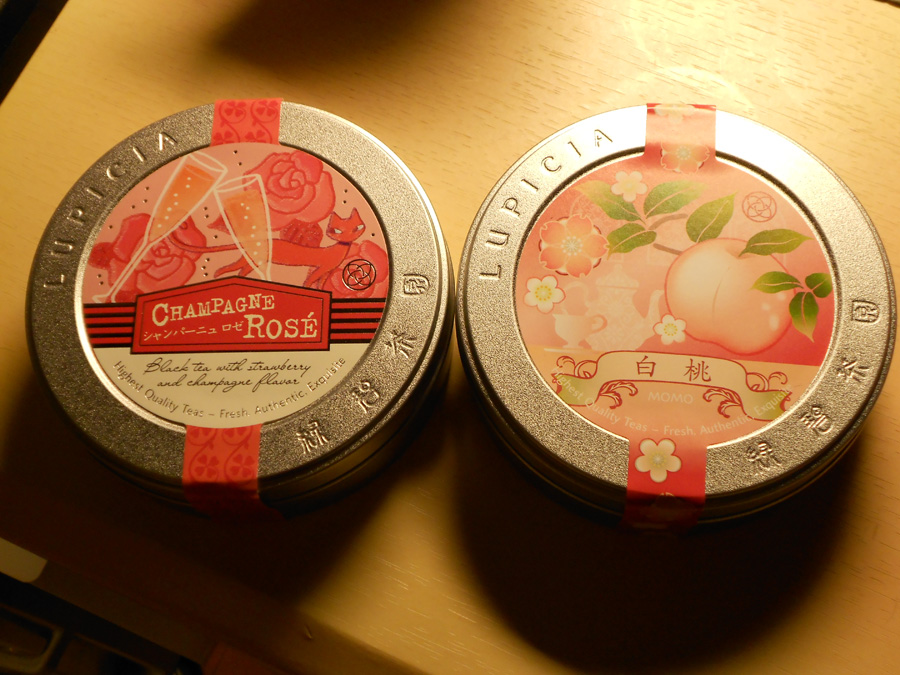 LUPICIA
CHAMPAGNE
シャンパーニュ ロゼ ROSÉ
Black tea with strawberry
and champagne flavor
Highest Quality Teas – Fresh, Authentic, Exquisite
緑碧茶園
LUPICIA
白桃
MOMO
Highest Quality Teas – Fresh, Authentic, Exquisite
緑碧茶園